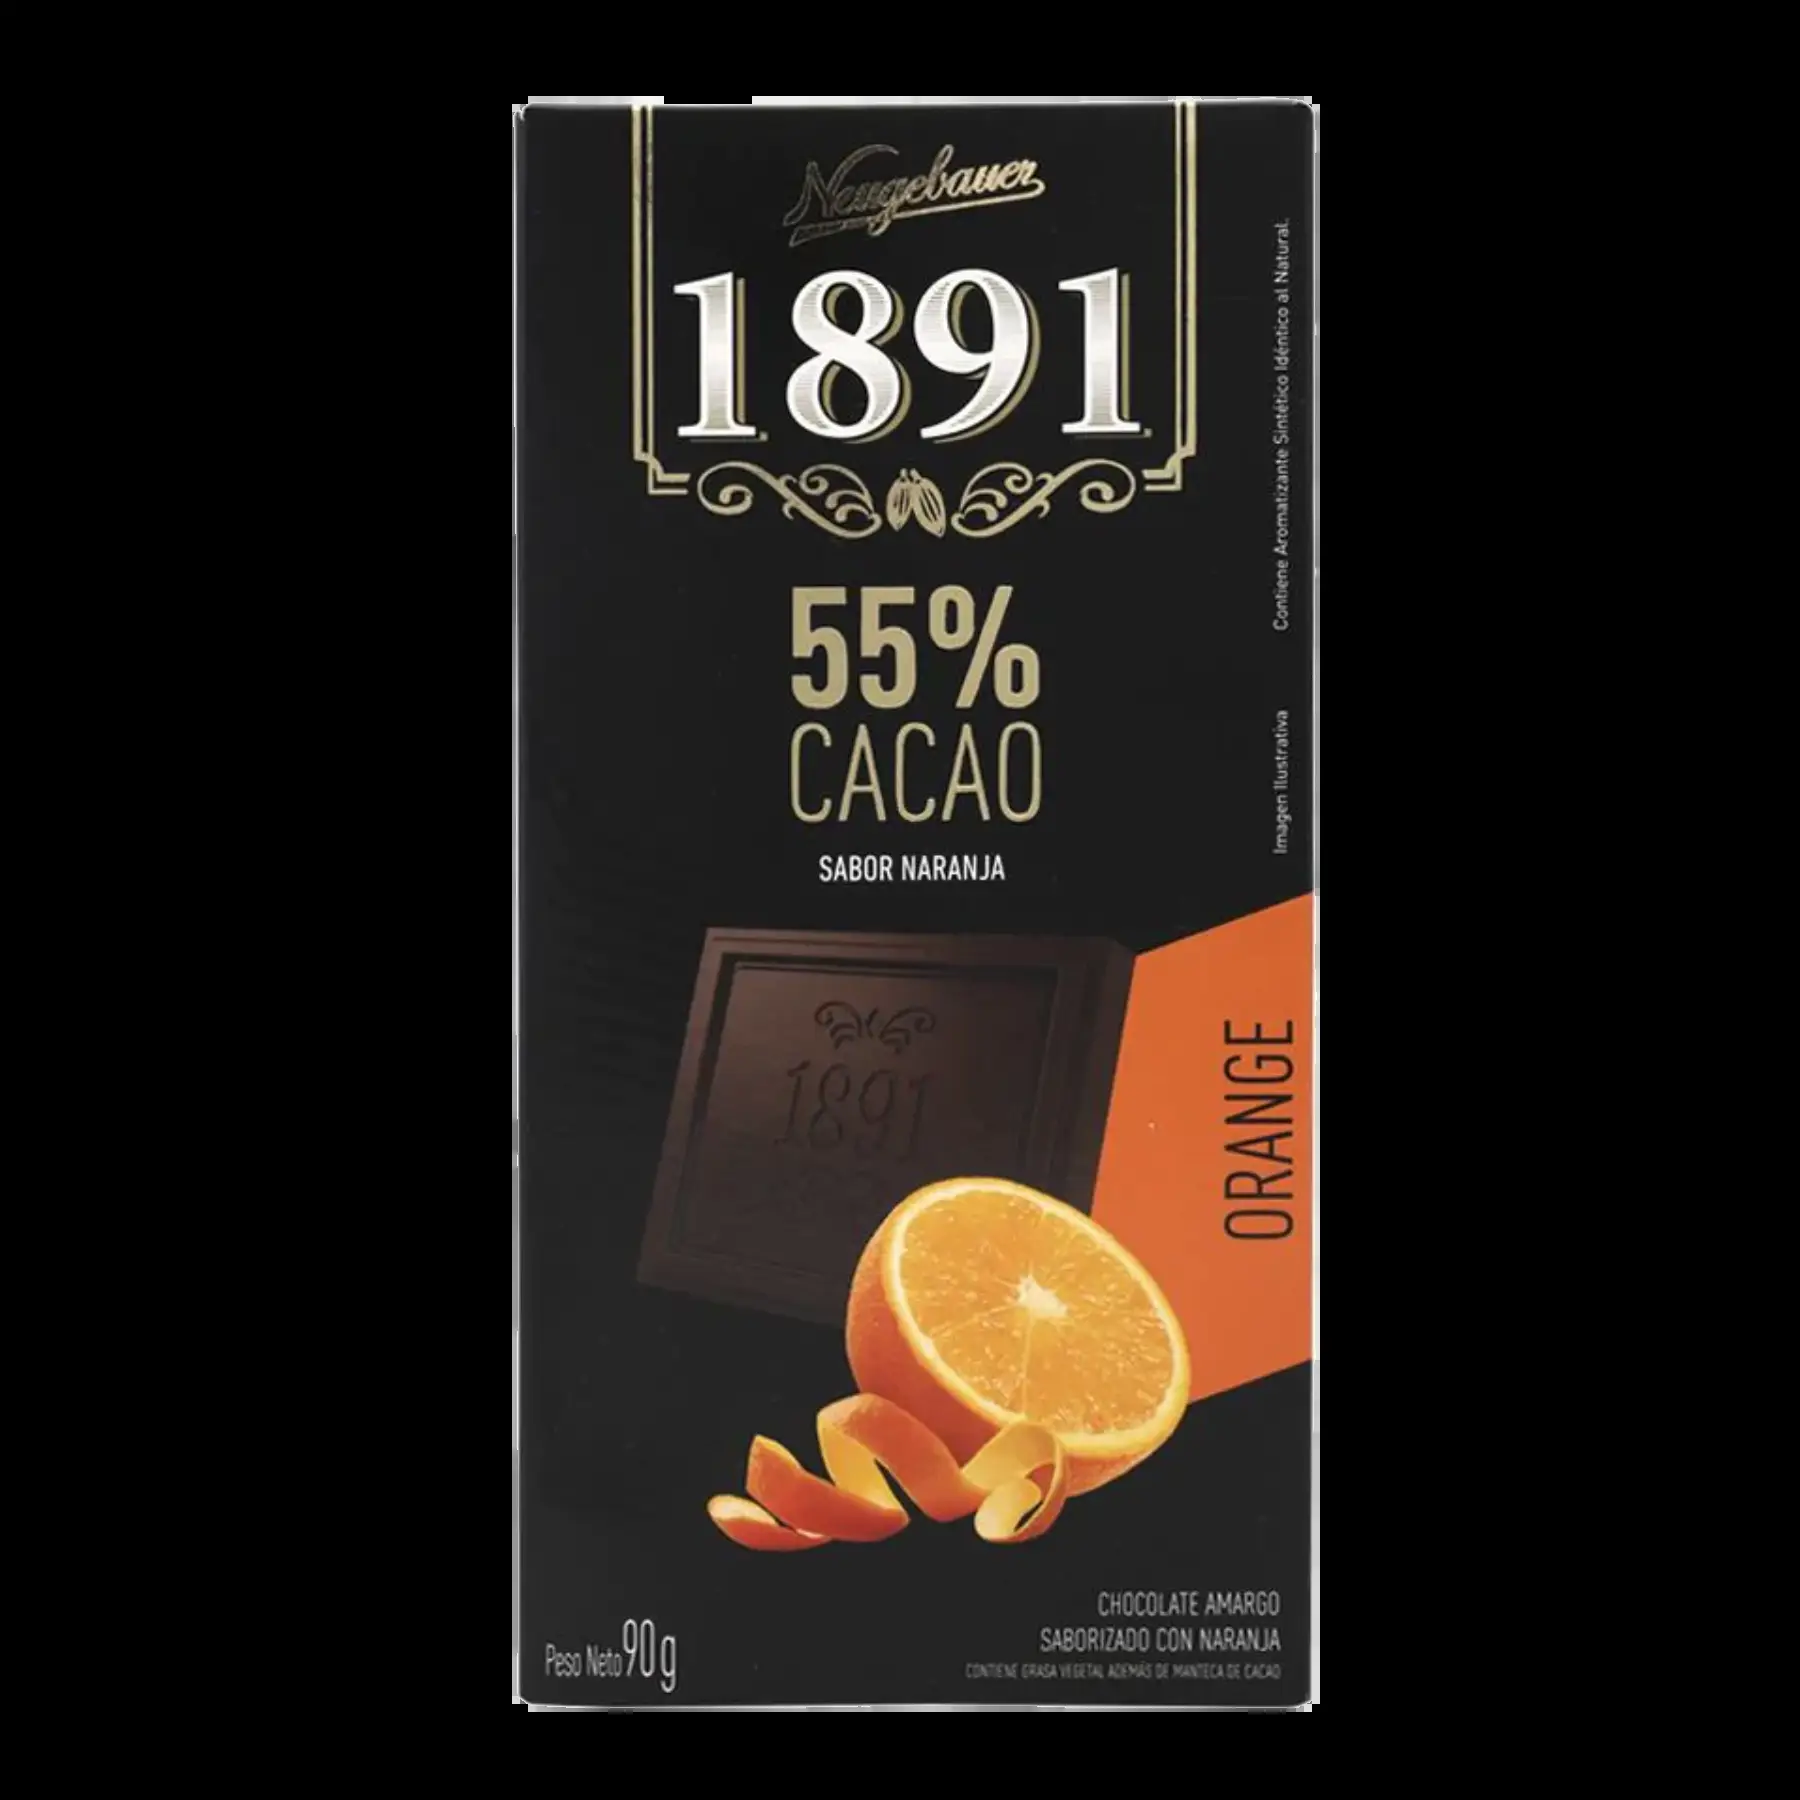 Neugebauer
1891
55%
CACAO
SABOR NARANJA
Contiene Aromatizante Sintético Idéntico al Natural.
Imagen Ilustrativa
1891
ORANGE
CHOCOLATE AMARGO
SABORIZADO CON NARANJA
CONTIENE GRASA VEGETAL ADEMÁS DE MANTECA DE CACAO
Peso Neto 90 g